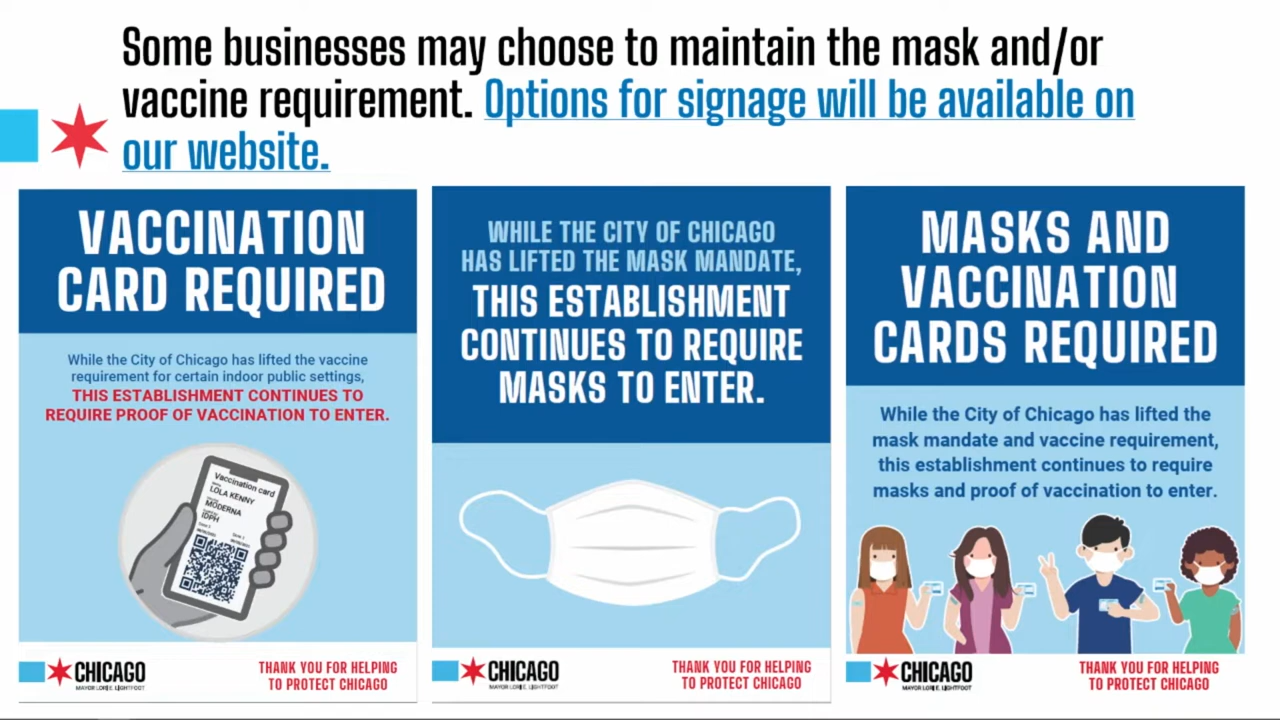 Some businesses may choose to maintain the mask and/or
vaccine requirement. Options for signage will be available on
our website.
VACCINATION
CARD REQUIRED
While the City of Chicago has lifted the vaccine
requirement for certain indoor public settings,
THIS ESTABLISHMENT CONTINUES TO
REQUIRE PROOF OF VACCINATION TO ENTER.
Vaccination card
LOLA KENNY
MODERNA
IDPH
CHICAGO
MAYOR LORI E. LIGHTFOOT
THANK YOU FOR HELPING
TO PROTECT CHICAGO
WHILE THE CITY OF CHICAGO
HAS LIFTED THE MASK MANDATE,
THIS ESTABLISHMENT
CONTINUES TO REQUIRE
MASKS TO ENTER.
CHICAGO
MAYOR LORI E. LIGHTFOOT
THANK YOU FOR HELPING
TO PROTECT CHICAGO
MASKS AND
VACCINATION
CARDS REQUIRED
While the City of Chicago has lifted the
mask mandate and vaccine requirement,
this establishment continues to require
masks and proof of vaccination to enter.
CHICAGO
MAYOR LORI E. LIGHTFOOT
THANK YOU FOR HELPING
TO PROTECT CHICAGO